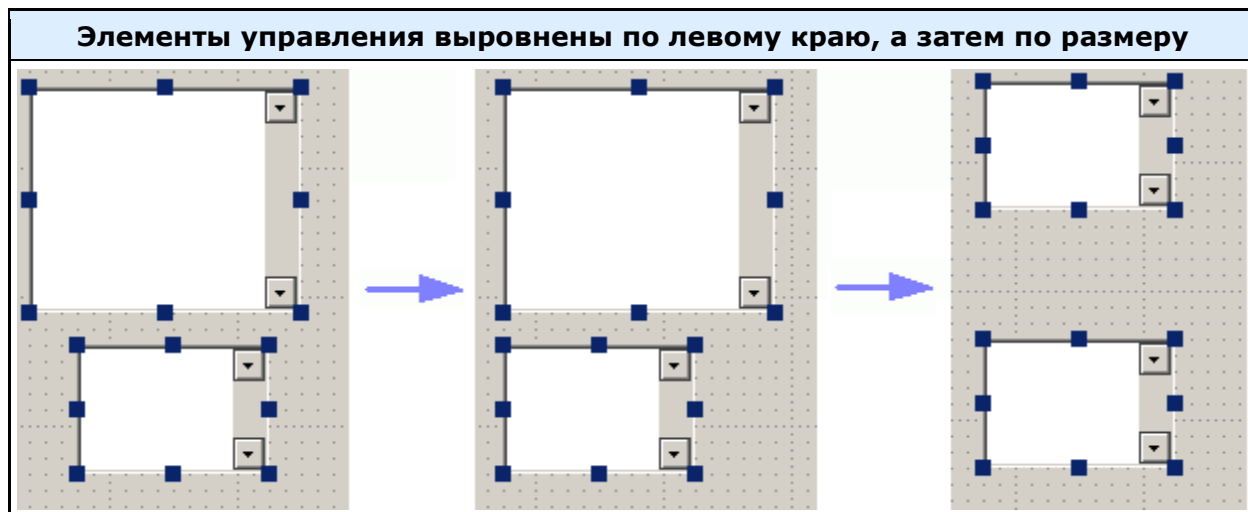 Элементы управления выровнены по левому краю, а затем по размеру